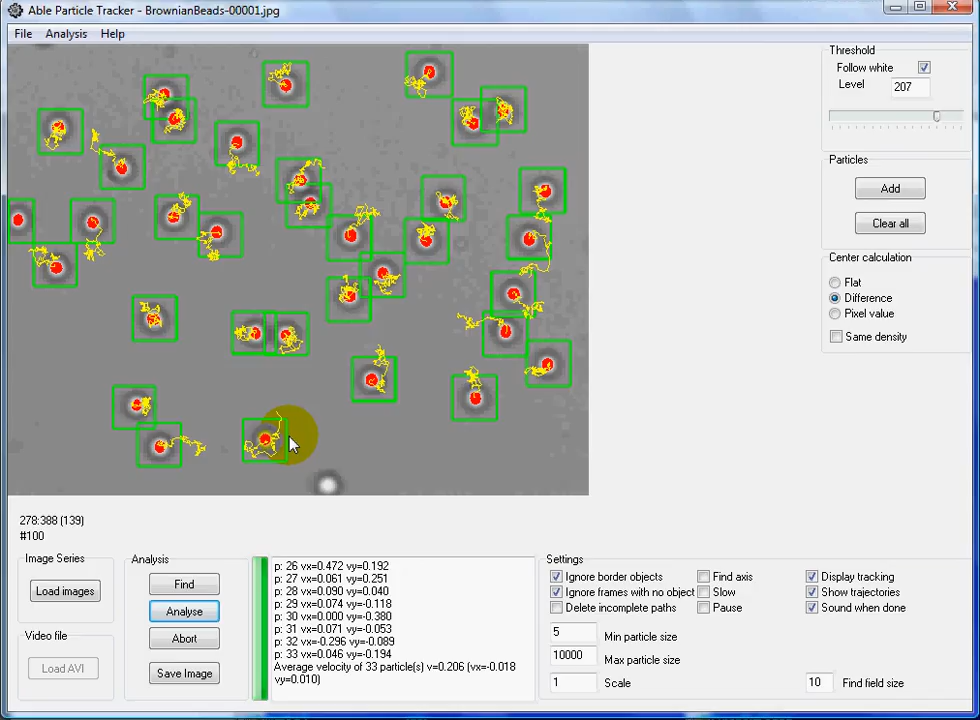 Able Particle Tracker - BrownianBeads-00001.jpg
File Analysis Help
Threshold
Follow white
Level 207
Particles
Add
Clear all
Center calculation
Flat
Difference
Pixel value
Same density
278:388 (139)
#100
Image Series
Load images
Video file
Load AVI
Analysis
Find
Analyse
Abort
Save Image
p: 26 vx=0.472 vy=0.192
p: 27 vx=0.061 vy=0.251
p: 28 vx=0.090 vy=0.040
p: 29 vx=0.074 vy=-0.118
p: 30 vx=0.000 vy=-0.380
p: 31 vx=0.071 vy=-0.053
p: 32 vx=-0.296 vy=-0.089
p: 33 vx=0.046 vy=-0.194
Average velocity of 33 particle(s) v=0.206 (vx=-0.018
vy=0.010)
Settings
Ignore border objects Find axis Display tracking
Ignore frames with no object Slow Show trajectories
Delete incomplete paths Pause Sound when done
5 Min particle size
10000 Max particle size
1 Scale 10 Find field size